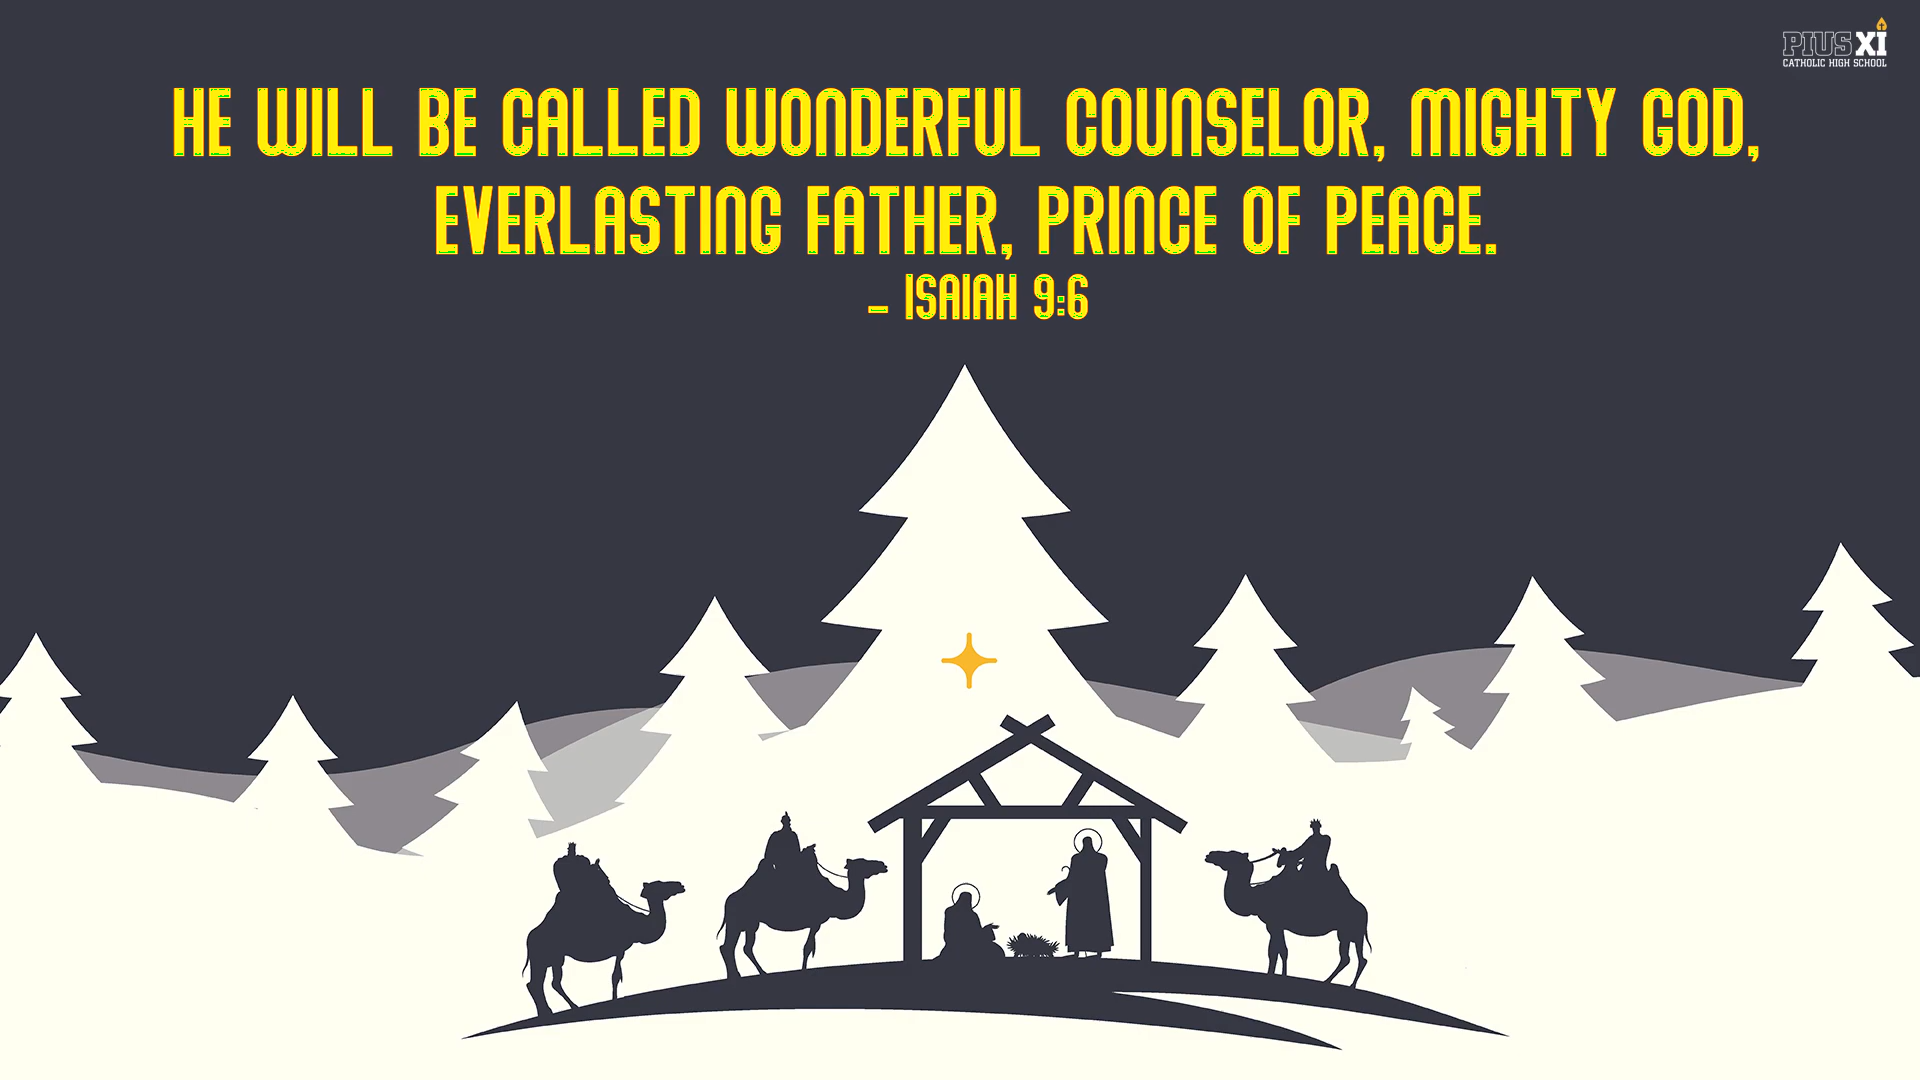 PIUS XI
CATHOLIC HIGH SCHOOL
HE WILL BE CALLED WONDERFUL COUNSELOR, MIGHTY GOD,
EVERLASTING FATHER, PRINCE OF PEACE.
– ISAIAH 9:6